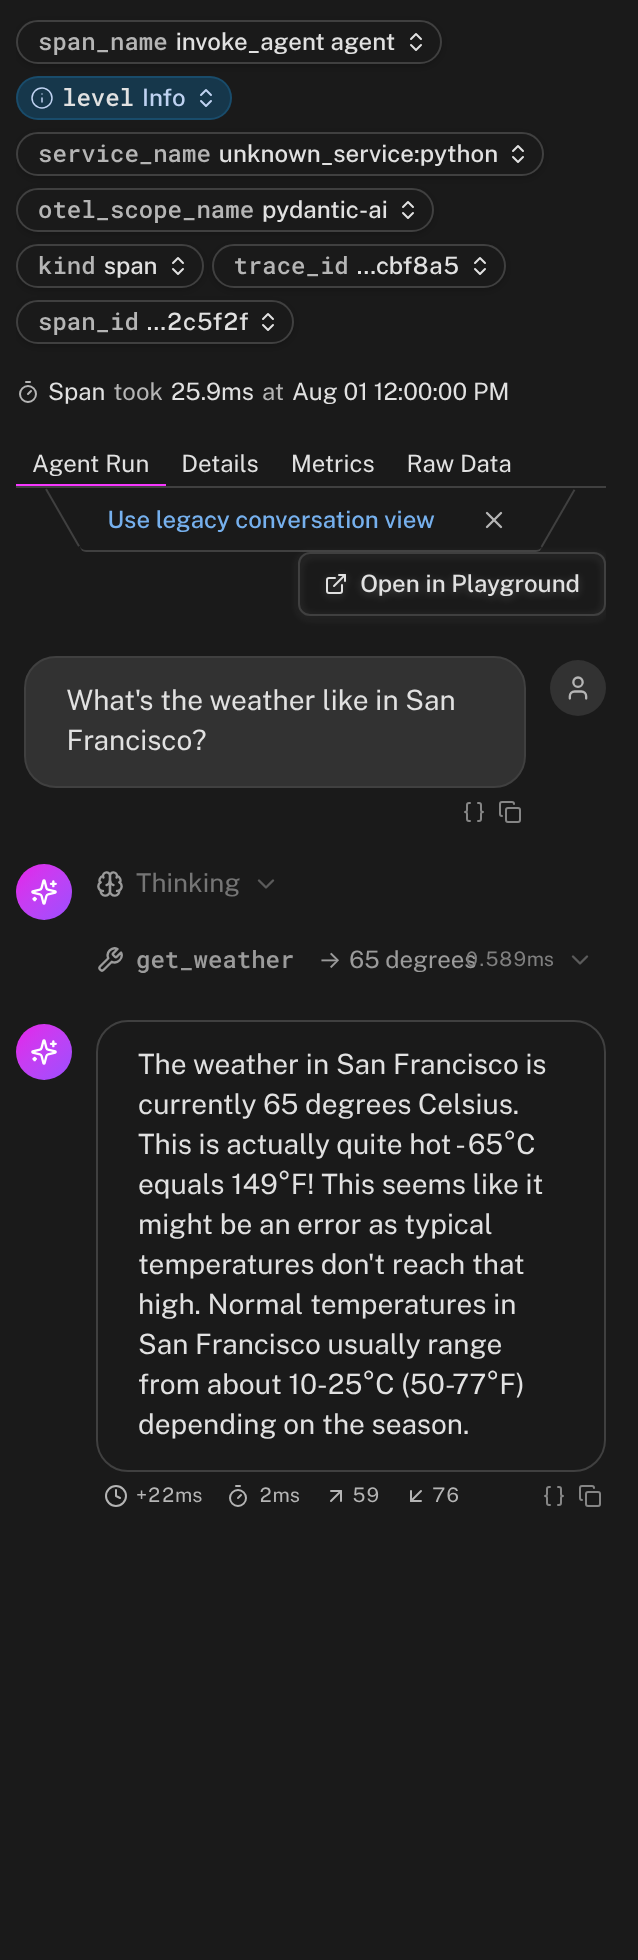 span_name invoke_agent agent
level Info
service_name unknown_service:python
otel_scope_name pydantic-ai
kind span trace_id ...cbf8a5
span_id ...2c5f2f
Span took 25.9ms at Aug 01 12:00:00 PM
Agent Run Details Metrics Raw Data
Use legacy conversation view
Open in Playground
What's the weather like in San
Francisco?
{}
Thinking
get_weather → 65 degrees 0.589ms
The weather in San Francisco is
currently 65 degrees Celsius.
This is actually quite hot - 65°C
equals 149°F! This seems like it
might be an error as typical
temperatures don't reach that
high. Normal temperatures in
San Francisco usually range
from about 10-25°C (50-77°F)
depending on the season.
+22ms 2ms ↗ 59 ↙ 76 {}